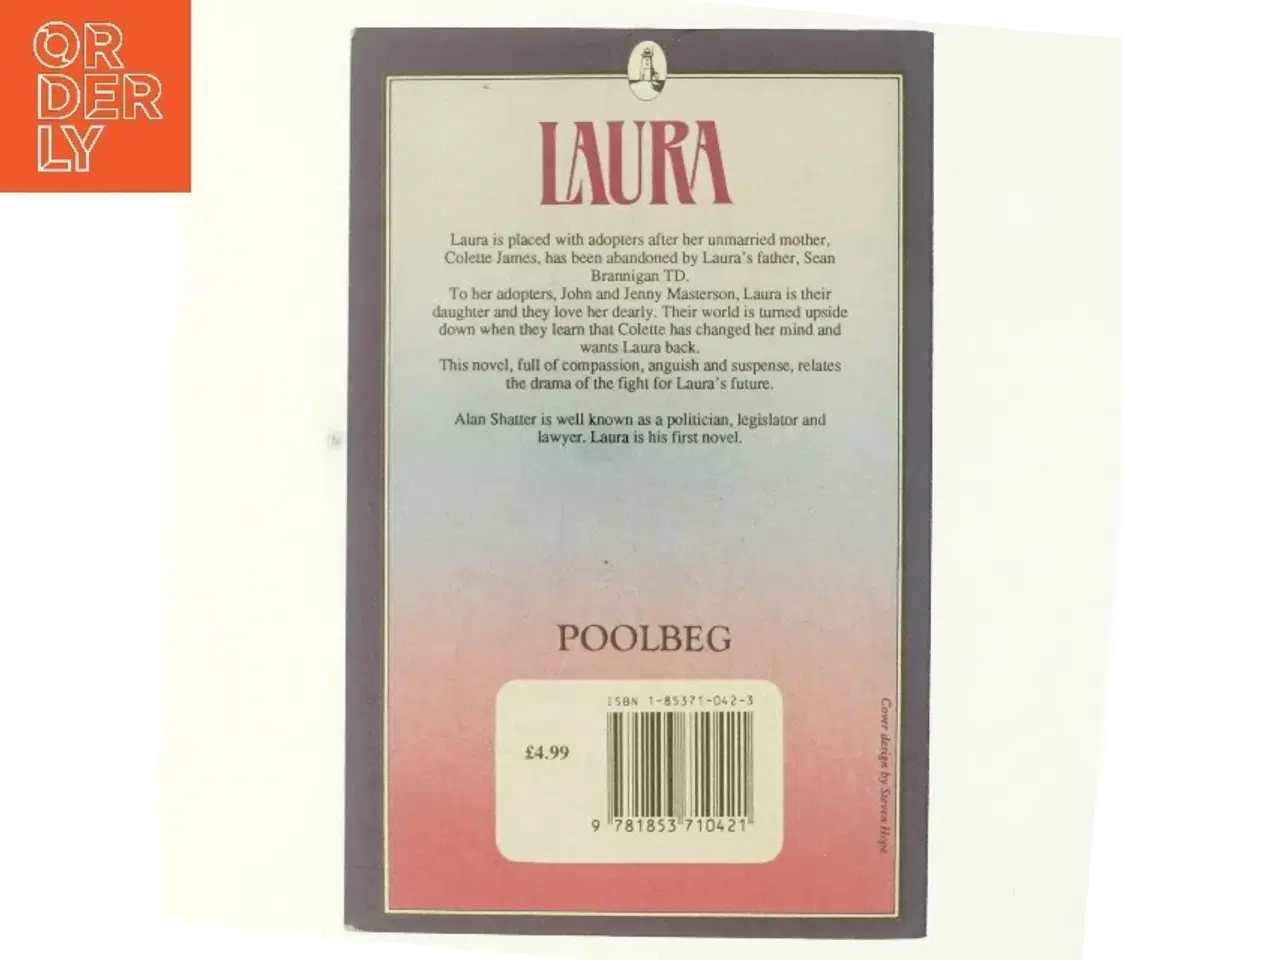 OR
DER
LY
LAURA
Laura is placed with adopters after her unmarried mother,
Colette James, has been abandoned by Laura's father, Sean
Brannigan TD.
To her adopters, John and Jenny Masterson, Laura is their
daughter and they love her dearly. Their world is turned upside
down when they learn that Colette has changed her mind and
wants Laura back.
This novel, full of compassion, anguish and suspense, relates
the drama of the fight for Laura's future.
Alan Shatter is well known as a politician, legislator and
lawyer. Laura is his first novel.
POOLBEG
ISBN 1-85371-042-3
£4.99
9 781853 710421
Cover design by Steven Hope